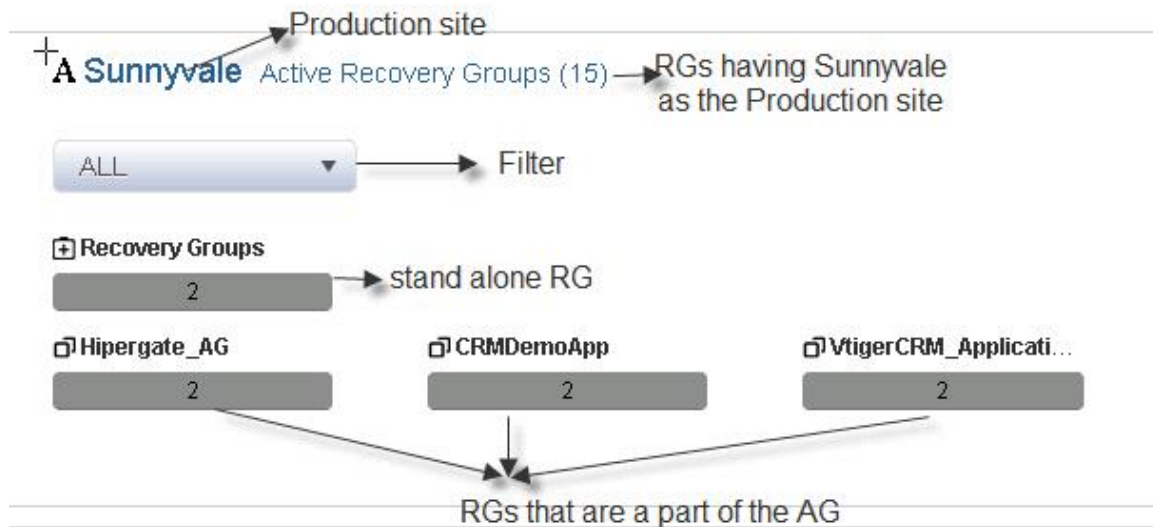 Production site
A Sunnyvale Active Recovery Groups (15)
RGs having Sunnyvale
as the Production site
ALL
Filter
Recovery Groups
2
stand alone RG
Hipergate_AG
CRMDemoApp
VtigerCRM_Applicati...
2
2
2
RGs that are a part of the AG